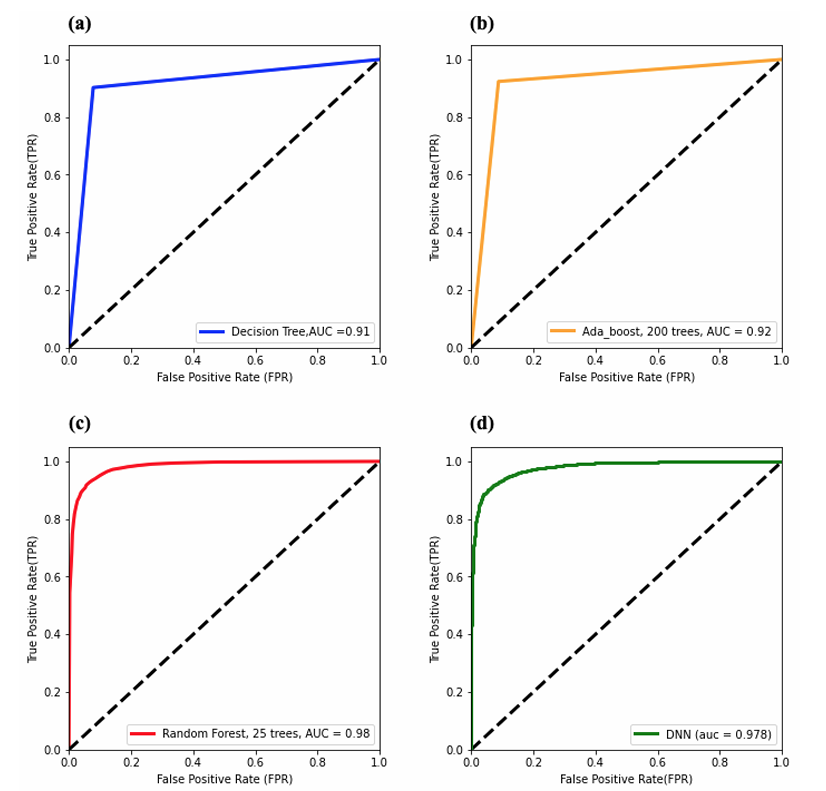 (a)
1.0
0.8
0.6
0.4
0.2
0.0
True Positive Rate(TPR)
Decision Tree,AUC =0.91
0.0 0.2 0.4 0.6 0.8 1.0
False Positive Rate (FPR)
(b)
1.0
0.8
0.6
0.4
0.2
0.0
True Positive Rate(TPR)
Ada_boost, 200 trees, AUC = 0.92
0.0 0.2 0.4 0.6 0.8 1.0
False Positive Rate (FPR)
(c)
1.0
0.8
0.6
0.4
0.2
0.0
True Positive Rate(TPR)
Random Forest, 25 trees, AUC = 0.98
0.0 0.2 0.4 0.6 0.8 1.0
False Positive Rate (FPR)
(d)
1.0
0.8
0.6
0.4
0.2
0.0
True Positive Rate(TPR)
DNN (auc = 0.978)
0.0 0.2 0.4 0.6 0.8 1.0
False Positive Rate(FPR)